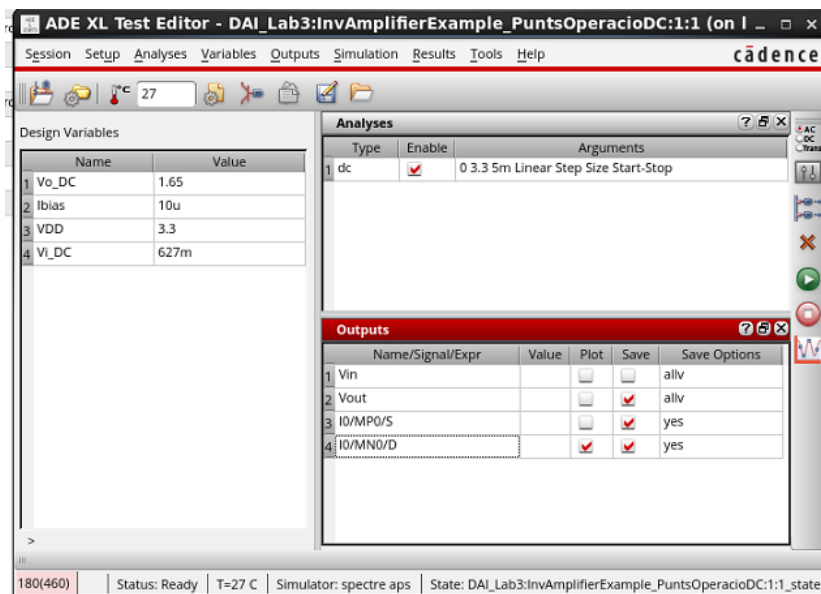 ADE XL Test Editor - DAI_Lab3:InvAmplifierExample_PuntsOperacioDC:1:1 (on l
Session Setup Analyses Variables Outputs Simulation Results Tools Help cādence
°C 27
Design Variables
Name Value
1 Vo_DC 1.65
2 Ibias 10u
3 VDD 3.3
4 Vi_DC 627m
>
Analyses
Type Enable Arguments
1 dc 0 3.3 5m Linear Step Size Start-Stop
Outputs
Name/Signal/Expr Value Plot Save Save Options
1 Vin allv
2 Vout allv
3 I0/MP0/S yes
4 I0/MN0/D yes
AC
DC
Trans
180(460) Status: Ready T=27 C Simulator: spectre aps State: DAI_Lab3:InvAmplifierExample_PuntsOperacioDC:1:1_state